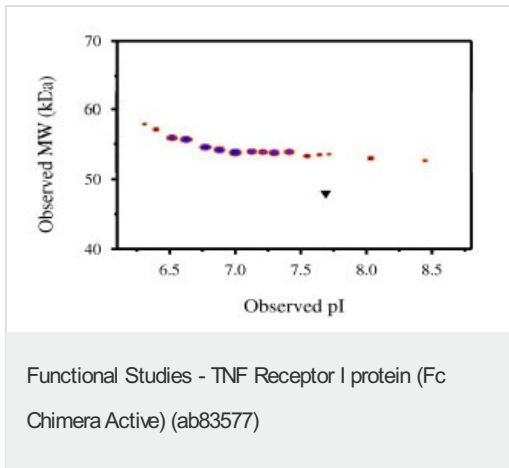 70
60
50
40
Observed MW (kDa)
6.5 7.0 7.5 8.0 8.5
Observed pI
Functional Studies - TNF Receptor I protein (Fc
Chimera Active) (ab83577)